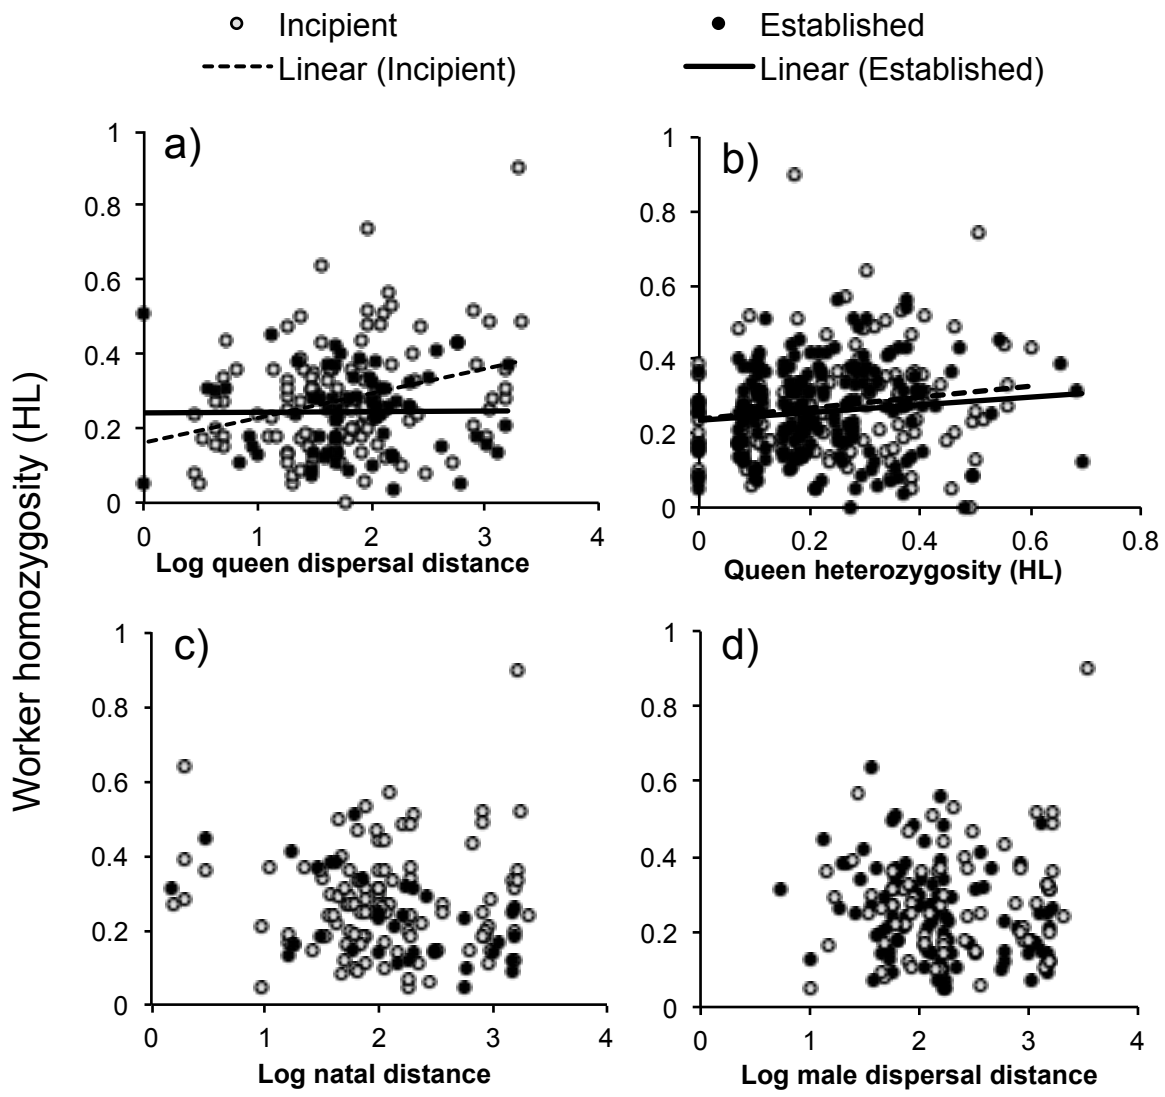 Incipient
Established
Linear (Incipient)
Linear (Established)
Worker homozygosity (HL)
a)
1
0.8
0.6
0.4
0.2
0
0 1 2 3 4
Log queen dispersal distance
b)
1
0.8
0.6
0.4
0.2
0
0 0.2 0.4 0.6 0.8
Queen heterozygosity (HL)
c)
1
0.8
0.6
0.4
0.2
0
0 1 2 3 4
Log natal distance
d)
1
0.8
0.6
0.4
0.2
0
0 1 2 3 4
Log male dispersal distance